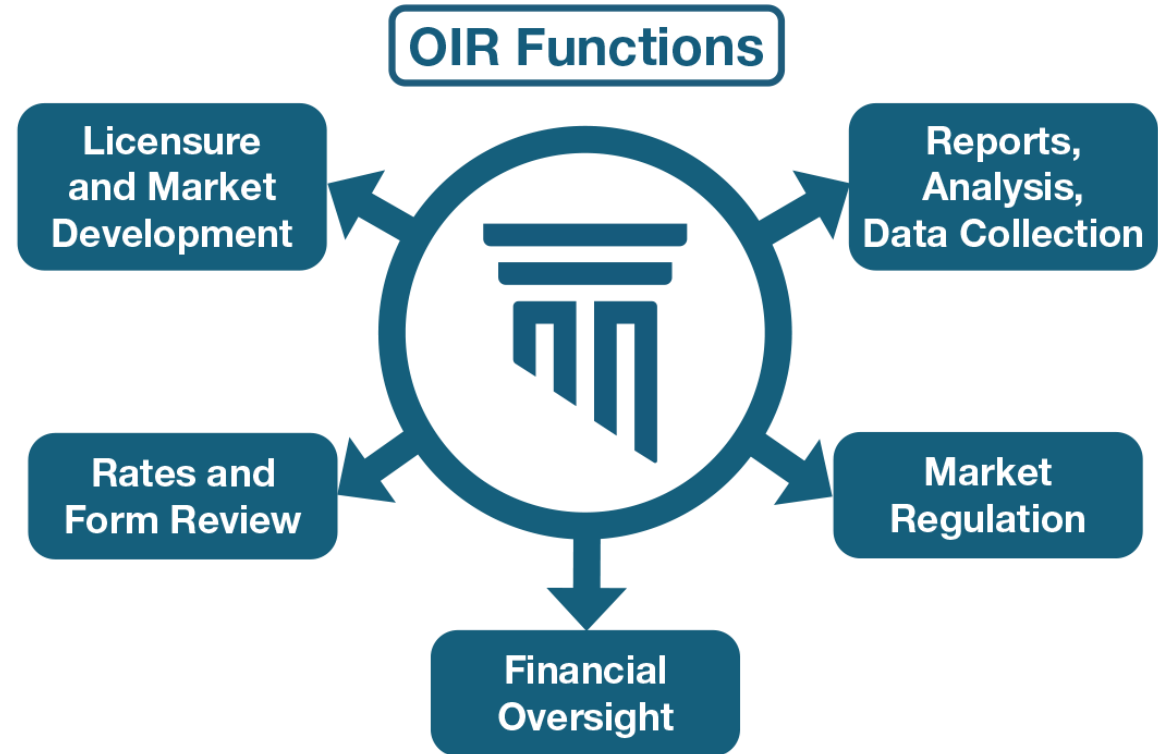 OIR Functions
Licensure
and Market
Development
Reports,
Analysis,
Data Collection
Rates and
Form Review
Market
Regulation
Financial
Oversight